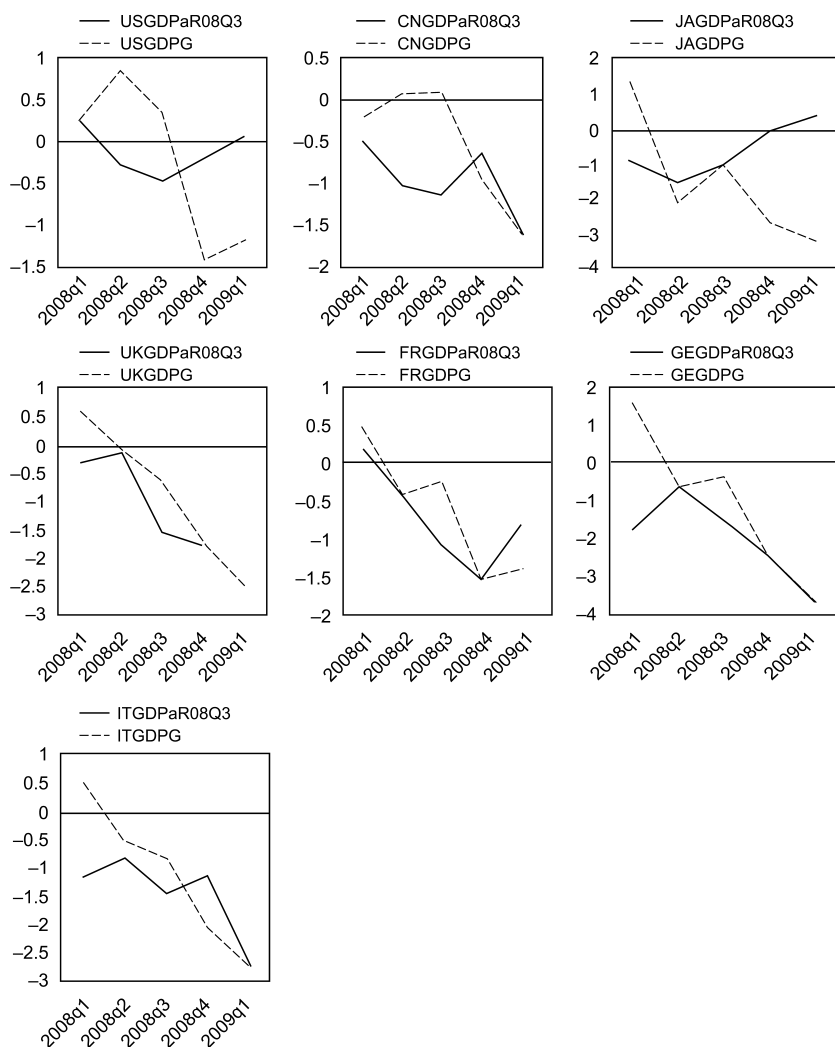 USGDPaR08Q3
USGDPG
1
0.5
0
–0.5
–1
–1.5
2008q1
2008q2
2008q3
2008q4
2009q1
CNGDPaR08Q3
CNGDPG
0.5
0
–0.5
–1
–1.5
–2
2008q1
2008q2
2008q3
2008q4
2009q1
JAGDPaR08Q3
JAGDPG
2
1
0
–1
–2
–3
–4
2008q1
2008q2
2008q3
2008q4
2009q1
UKGDPaR08Q3
UKGDPG
1
0.5
0
–0.5
–1
–1.5
–2
–2.5
–3
2008q1
2008q2
2008q3
2008q4
2009q1
FRGDPaR08Q3
FRGDPG
1
0.5
0
–0.5
–1
–1.5
–2
2008q1
2008q2
2008q3
2008q4
2009q1
GEGDPaR08Q3
GEGDPG
2
1
0
–1
–2
–3
–4
2008q1
2008q2
2008q3
2008q4
2009q1
ITGDPaR08Q3
ITGDPG
1
0.5
0
–0.5
–1
–1.5
–2
–2.5
–3
2008q1
2008q2
2008q3
2008q4
2009q1